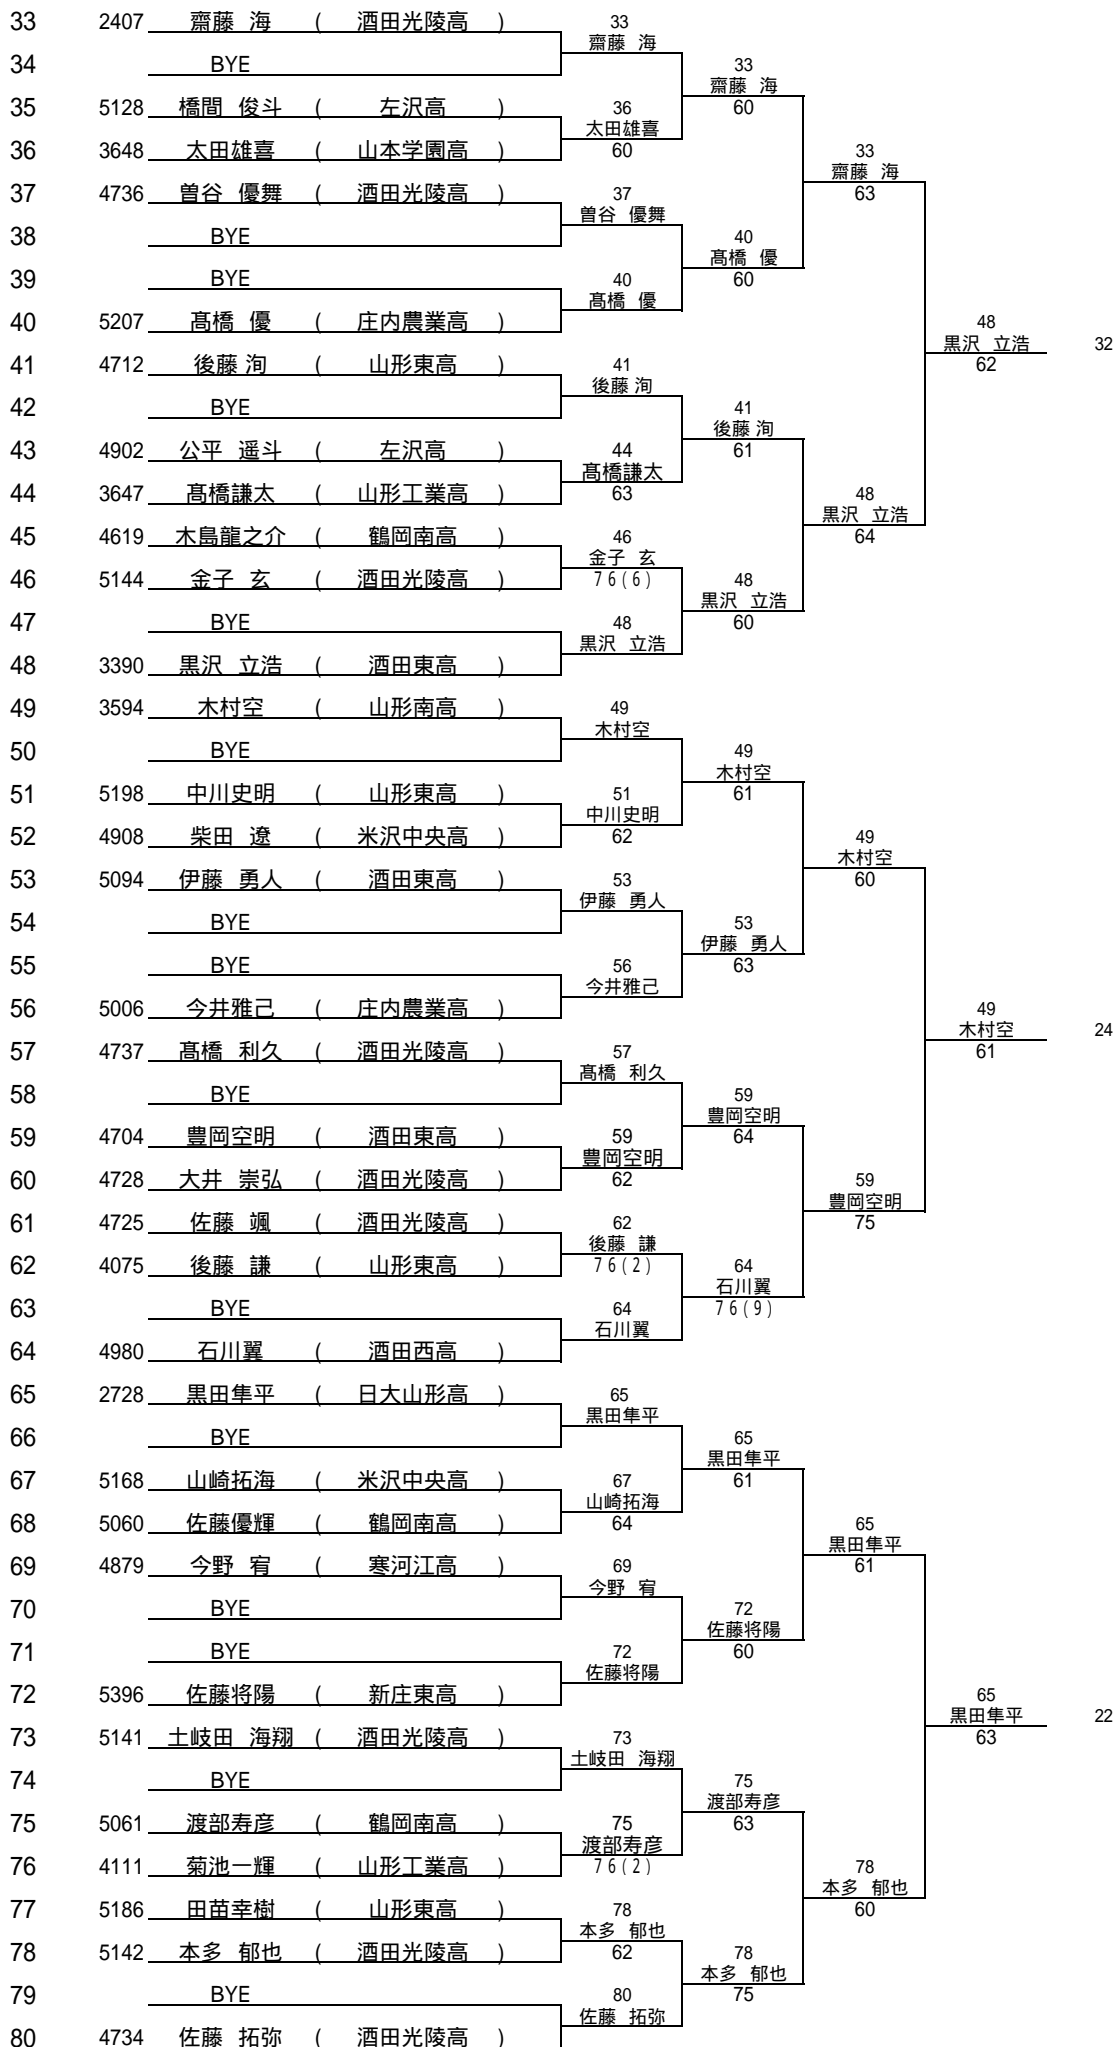 33 2407 齋藤 海 ( 酒田光陵高 )
34 BYE
35 5128 橋間 俊斗 ( 左沢高 )
36 3648 太田雄喜 ( 山本学園高 )
37 4736 曽谷 優舞 ( 酒田光陵高 )
38 BYE
39 BYE
40 5207 髙橋 優 ( 庄内農業高 )
41 4712 後藤 洵 ( 山形東高 )
42 BYE
43 4902 公平 遥斗 ( 左沢高 )
44 3647 髙橋謙太 ( 山形工業高 )
45 4619 木島龍之介 ( 鶴岡南高 )
46 5144 金子 玄 ( 酒田光陵高 )
47 BYE
48 3390 黒沢 立浩 ( 酒田東高 )
49 3594 木村空 ( 山形南高 )
50 BYE
51 5198 中川史明 ( 山形東高 )
52 4908 柴田 遼 ( 米沢中央高 )
53 5094 伊藤 勇人 ( 酒田東高 )
54 BYE
55 BYE
56 5006 今井雅己 ( 庄内農業高 )
57 4737 髙橋 利久 ( 酒田光陵高 )
58 BYE
59 4704 豊岡空明 ( 酒田東高 )
60 4728 大井 崇弘 ( 酒田光陵高 )
61 4725 佐藤 颯 ( 酒田光陵高 )
62 4075 後藤 謙 ( 山形東高 )
63 BYE
64 4980 石川翼 ( 酒田西高 )
65 2728 黒田隼平 ( 日大山形高 )
66 BYE
67 5168 山崎拓海 ( 米沢中央高 )
68 5060 佐藤優輝 ( 鶴岡南高 )
69 4879 今野 宥 ( 寒河江高 )
70 BYE
71 BYE
72 5396 佐藤将陽 ( 新庄東高 )
73 5141 土岐田 海翔 ( 酒田光陵高 )
74 BYE
75 5061 渡部寿彦 ( 鶴岡南高 )
76 4111 菊池一輝 ( 山形工業高 )
77 5186 田苗幸樹 ( 山形東高 )
78 5142 本多 郁也 ( 酒田光陵高 )
79 BYE
80 4734 佐藤 拓弥 ( 酒田光陵高 )
33
齋藤 海
36
太田雄喜
60
37
曽谷 優舞
40
髙橋 優
41
後藤 洵
44
髙橋謙太
63
46
金子 玄
76(6)
48
黒沢 立浩
49
木村空
51
中川史明
62
53
伊藤 勇人
56
今井雅己
57
髙橋 利久
59
豊岡空明
62
62
後藤 謙
76(2)
64
石川翼
65
黒田隼平
67
山崎拓海
64
69
今野 宥
72
佐藤将陽
73
土岐田 海翔
75
渡部寿彦
76(2)
78
本多 郁也
62
80
佐藤 拓弥
33
齋藤 海
60
40
髙橋 優
60
41
後藤 洵
61
48
黒沢 立浩
60
49
木村空
61
53
伊藤 勇人
63
59
豊岡空明
64
64
石川翼
76(9)
65
黒田隼平
61
72
佐藤将陽
60
75
渡部寿彦
63
78
本多 郁也
75
33
齋藤 海
63
48
黒沢 立浩
64
49
木村空
60
59
豊岡空明
75
65
黒田隼平
61
78
本多 郁也
60
48
黒沢 立浩
62
32
49
木村空
61
24
65
黒田隼平
63
22